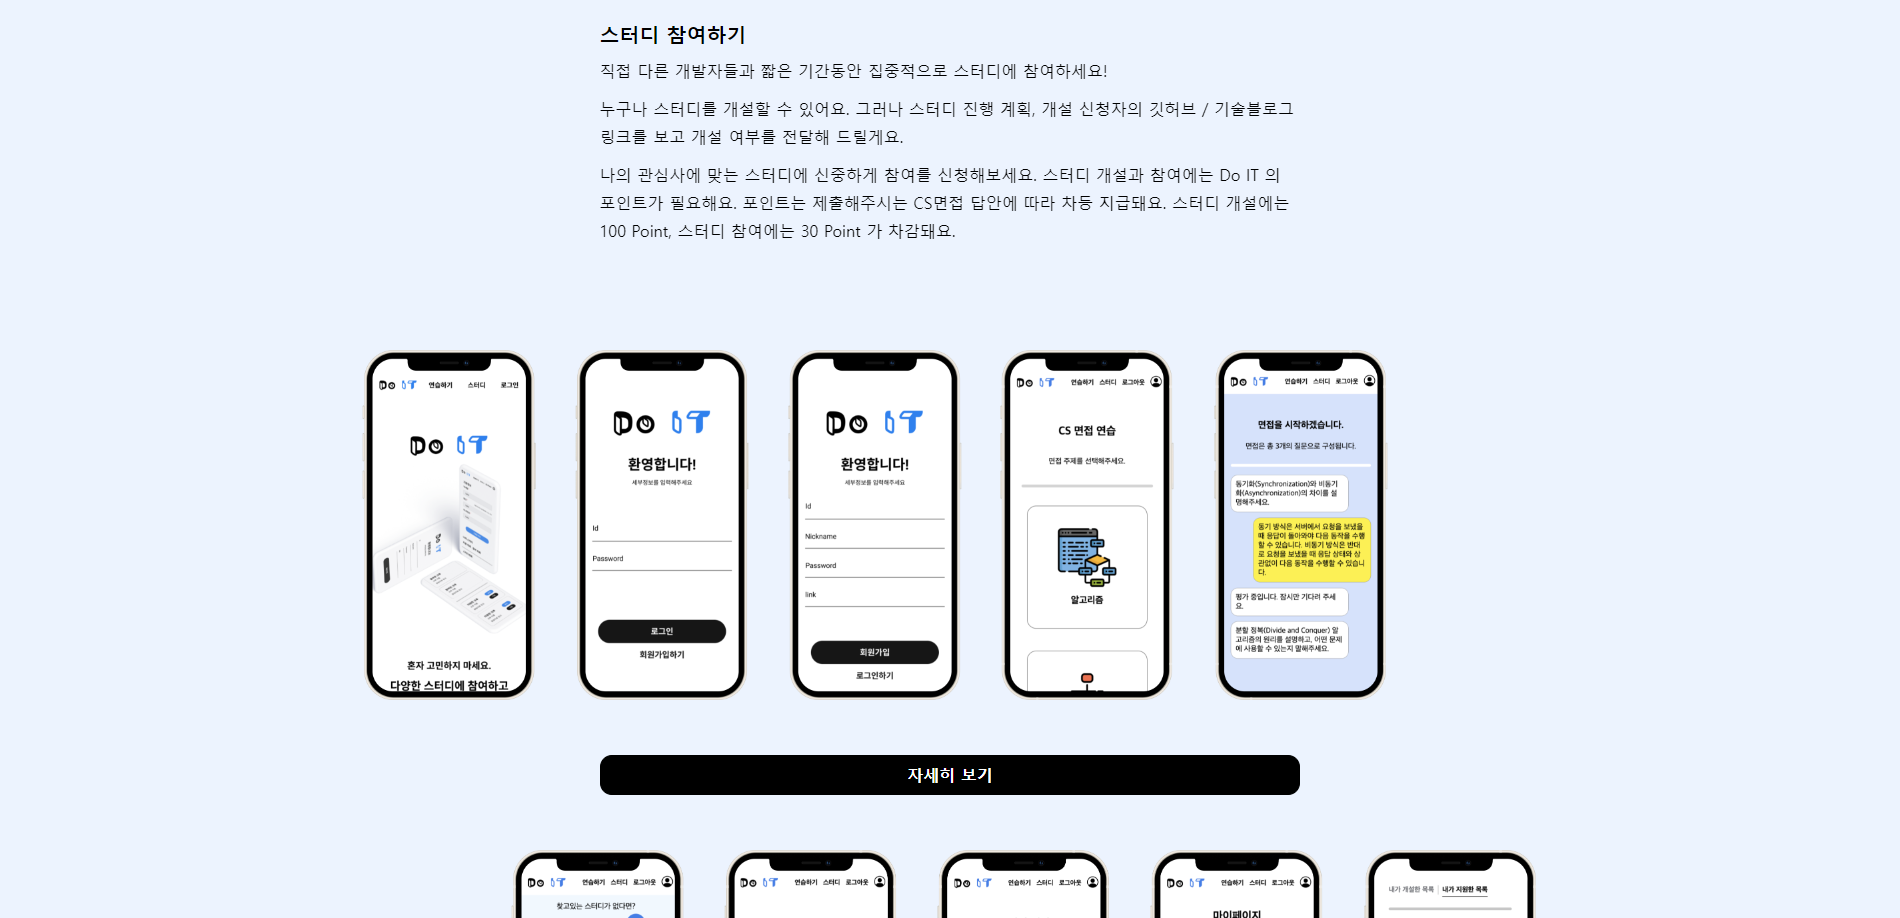 스터디 참여하기
직접 다른 개발자들과 짧은 기간동안 집중적으로 스터디에 참여하세요!
누구나 스터디를 개설할 수 있어요. 그러나 스터디 진행 계획, 개설 신청자의 깃허브 / 기술블로그
링크를 보고 개설 여부를 전달해 드릴게요.
나의 관심사에 맞는 스터디에 신중하게 참여를 신청해보세요. 스터디 개설과 참여에는 Do IT 의
포인트가 필요해요. 포인트는 제출해주시는 CS면접 답안에 따라 차등 지급돼요. 스터디 개설에는
100 Point, 스터디 참여에는 30 Point 가 차감돼요.
Do IT 연습하기 스터디 로그인
Do IT
혼자 고민하지 마세요.
다양한 스터디에 참여하고
Do IT
환영합니다!
세부정보를 입력해주세요
Id
Password
로그인
회원가입하기
Do IT
환영합니다!
세부정보를 입력해주세요
Id
Nickname
Password
link
회원가입
로그인하기
Do IT 연습하기 스터디 로그아웃
CS 면접 연습
면접 주제를 선택해주세요.
알고리즘
Do IT 연습하기 스터디 로그아웃
면접을 시작하겠습니다.
면접은 총 3개의 질문으로 구성됩니다.
동기화(Synchronization)와 비동기
화(Asynchronization)의 차이를 설
명해주세요.
동기 방식은 서버에서 요청을 보냈을
때 응답이 돌아와야 다음 동작을 수행
할 수 있습니다. 비동기 방식은 반대
로 요청을 보냈을 때 응답 상태와 상
관없이 다음 동작을 수행할 수 있습니
다.
평가 중입니다. 잠시만 기다려 주세
요.
분할 정복(Divide and Conquer) 알
고리즘의 원리를 설명하고, 어떤 문제
에 사용할 수 있는지 말해주세요.
자세히 보기
Do IT 연습하기 스터디 로그아웃
찾고있는 스터디가 없다면?
Do IT 연습하기 스터디 로그아웃
Do IT 연습하기 스터디 로그아웃
Do IT 연습하기 스터디 로그아웃
마이페이지
내가 개설한 목록 | 내가 지원한 목록